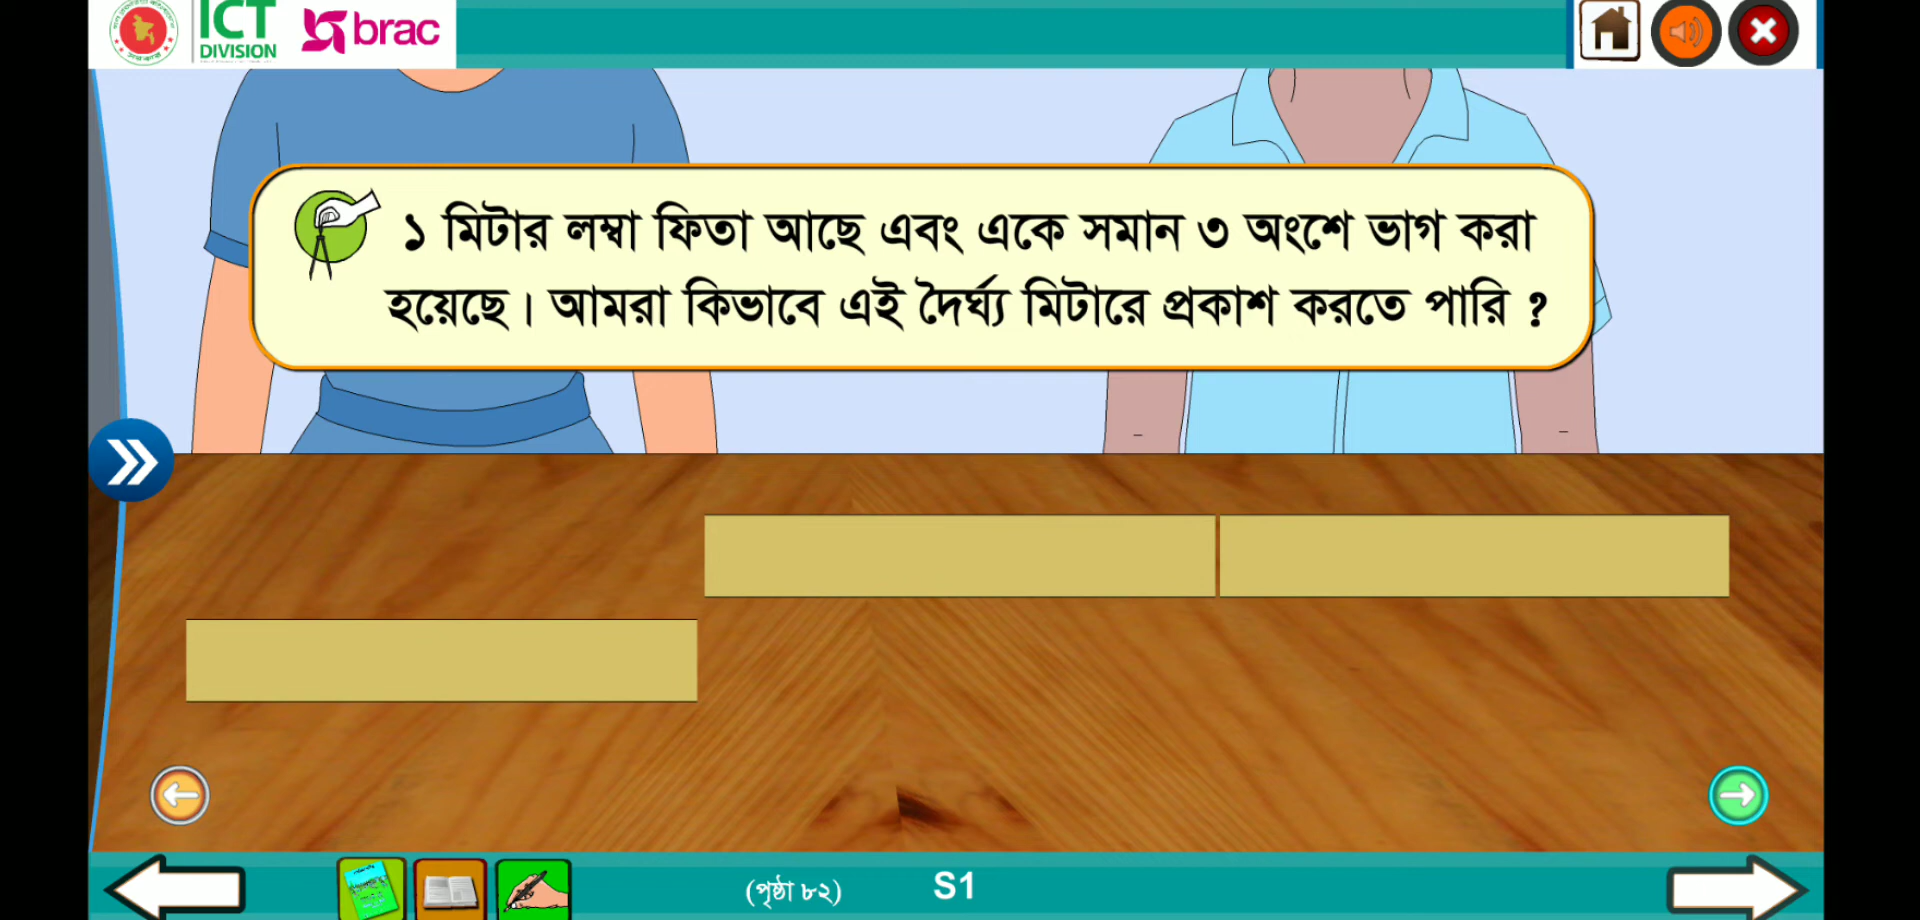 ICT
DIVISION
brac
১ মিটার লম্বা ফিতা আছে এবং একে সমান ৩ অংশে ভাগ করা
হয়েছে। আমরা কিভাবে এই দৈর্ঘ্য মিটারে প্রকাশ করতে পারি ?
(পৃষ্ঠা ৮২)
S1